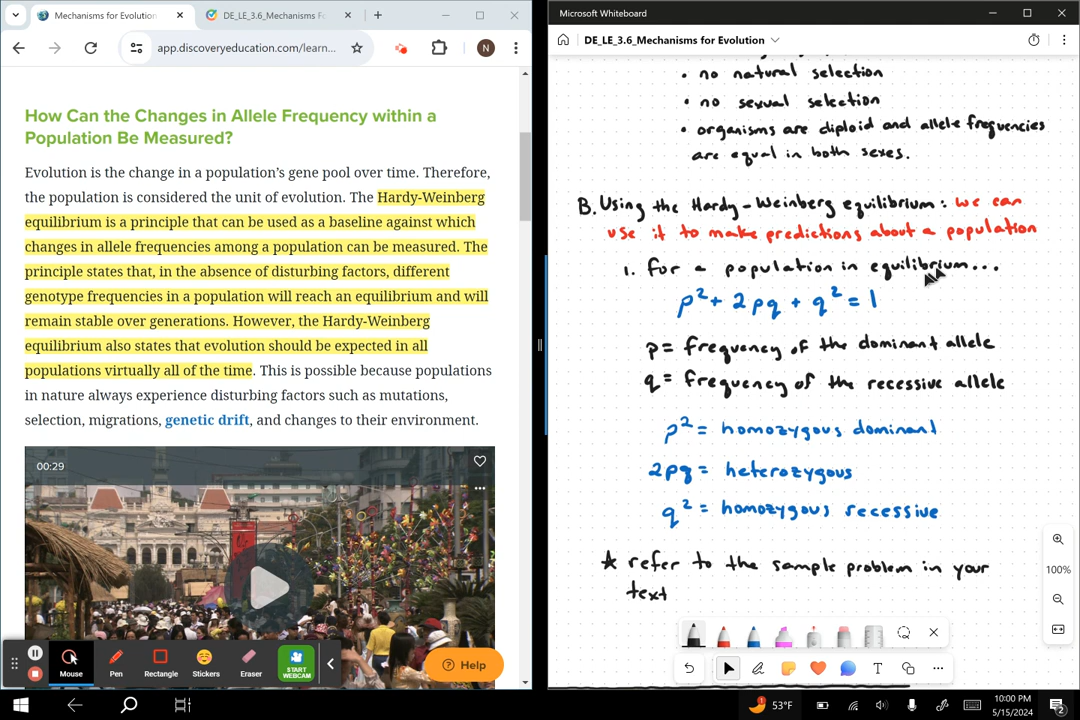 Mechanisms for Evolution
DE_LE_3.6_Mechanisms F
app.discoveryeducation.com/learn...
N
How Can the Changes in Allele Frequency within a
Population Be Measured?
Evolution is the change in a population’s gene pool over time. Therefore,
the population is considered the unit of evolution. The Hardy-Weinberg
equilibrium is a principle that can be used as a baseline against which
changes in allele frequencies among a population can be measured. The
principle states that, in the absence of disturbing factors, different
genotype frequencies in a population will reach an equilibrium and will
remain stable over generations. However, the Hardy-Weinberg
equilibrium also states that evolution should be expected in all
populations virtually all of the time. This is possible because populations
in nature always experience disturbing factors such as mutations,
selection, migrations, genetic drift, and changes to their environment.
00:29
Mouse
Pen
Rectangle
Stickers
Eraser
START
WEBCAM
Help
Microsoft Whiteboard
DE_LE_3.6_Mechanisms for Evolution
• no natural selection
• no sexual selection
• organisms are diploid and allele frequencies
are equal in both sexes.
B. Using the Hardy-Weinberg equilibrium: we can
use it to make predictions about a population
1. for a population in equilibrium...
p² + 2pq + q² = 1
p = frequency of the dominant allele
q = frequency of the recessive allele
p² = homozygous dominant
2pq = heterozygous
q² = homozygous recessive
★ refer to the sample problem in your
text
100%
53°F
10:00 PM
5/15/2024
2